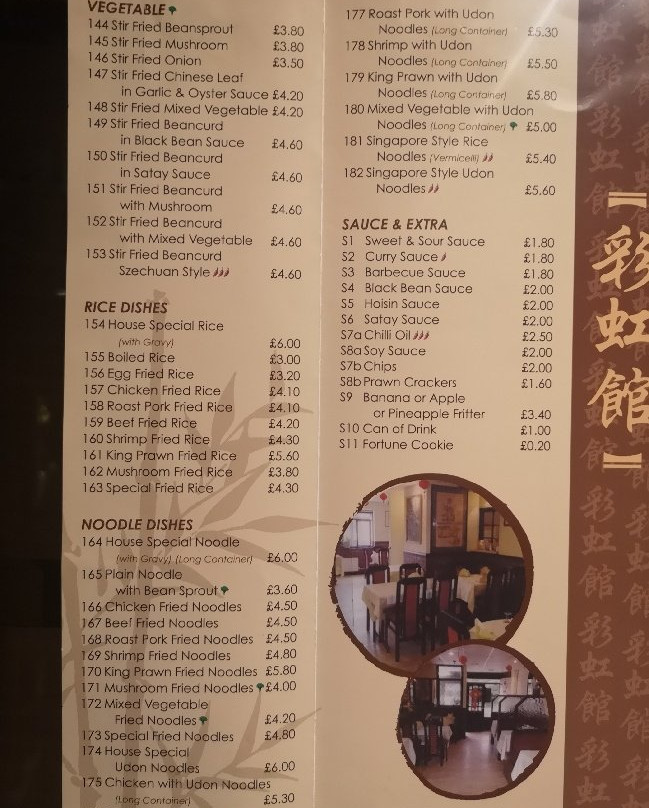 VEGETABLE
144 Stir Fried Beansprout £3.80
145 Stir Fried Mushroom £3.80
146 Stir Fried Onion £3.50
147 Stir Fried Chinese Leaf
in Garlic & Oyster Sauce £4.20
148 Stir Fried Mixed Vegetable £4.20
149 Stir Fried Beancurd
in Black Bean Sauce £4.60
150 Stir Fried Beancurd
in Satay Sauce £4.60
151 Stir Fried Beancurd
with Mushroom £4.60
152 Stir Fried Beancurd
with Mixed Vegetable £4.60
153 Stir Fried Beancurd
Szechuan Style £4.60
RICE DISHES
154 House Special Rice
(with Gravy) £6.00
155 Boiled Rice £3.00
156 Egg Fried Rice £3.20
157 Chicken Fried Rice £4.10
158 Roast Pork Fried Rice £4.10
159 Beef Fried Rice £4.20
160 Shrimp Fried Rice £4.30
161 King Prawn Fried Rice £5.60
162 Mushroom Fried Rice £3.80
163 Special Fried Rice £4.30
NOODLE DISHES
164 House Special Noodle
(with Gravy) (Long Container) £6.00
165 Plain Noodle
with Bean Sprout £3.60
166 Chicken Fried Noodles £4.50
167 Beef Fried Noodles £4.50
168 Roast Pork Fried Noodles £4.50
169 Shrimp Fried Noodles £4.80
170 King Prawn Fried Noodles £5.80
171 Mushroom Fried Noodles £4.00
172 Mixed Vegetable
Fried Noodles £4.20
173 Special Fried Noodles £4.80
174 House Special
Udon Noodles £6.00
175 Chicken with Udon Noodles
(Long Container) £5.30
177 Roast Pork with Udon
Noodles (Long Container) £5.30
178 Shrimp with Udon
Noodles (Long Container) £5.50
179 King Prawn with Udon
Noodles (Long Container) £5.80
180 Mixed Vegetable with Udon
Noodles (Long Container) £5.00
181 Singapore Style Rice
Noodles (Vermicelli) £5.40
182 Singapore Style Udon
Noodles £5.60
SAUCE & EXTRA
S1 Sweet & Sour Sauce £1.80
S2 Curry Sauce £1.80
S3 Barbecue Sauce £1.80
S4 Black Bean Sauce £2.00
S5 Hoisin Sauce £2.00
S6 Satay Sauce £2.00
S7a Chilli Oil £2.50
S8a Soy Sauce £2.00
S7b Chips £2.00
S8b Prawn Crackers £1.60
S9 Banana or Apple
or Pineapple Fritter £3.40
S10 Can of Drink £1.00
S11 Fortune Cookie £0.20
彩虹館
館彩虹館彩虹館彩虹館